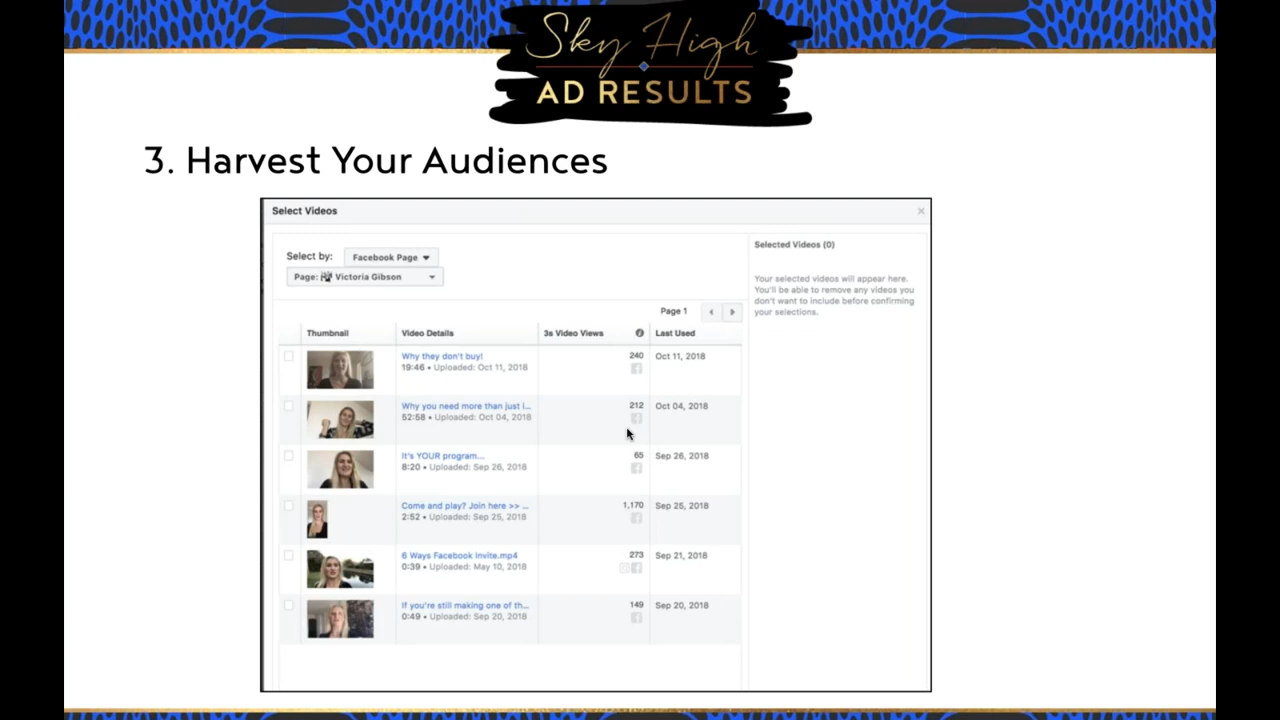 Sky High
AD RESULTS
3. Harvest Your Audiences
Select Videos
Select by: Facebook Page
Page: Victoria Gibson
Page 1
Thumbnail Video Details 3s Video Views Last Used
Why they don't buy! 240 Oct 11, 2018
19:46 • Uploaded: Oct 11, 2018
Why you need more than just i... 212 Oct 04, 2018
52:58 • Uploaded: Oct 04, 2018
It's YOUR program... 65 Sep 26, 2018
8:20 • Uploaded: Sep 26, 2018
Come and play? Join here >> ... 1,170 Sep 25, 2018
2:52 • Uploaded: Sep 25, 2018
6 Ways Facebook Invite.mp4 273 Sep 21, 2018
0:39 • Uploaded: May 10, 2018
If you're still making one of th... 149 Sep 20, 2018
0:49 • Uploaded: Sep 20, 2018
Selected Videos (0)
Your selected videos will appear here.
You'll be able to remove any videos you
don't want to include before confirming
your selections.